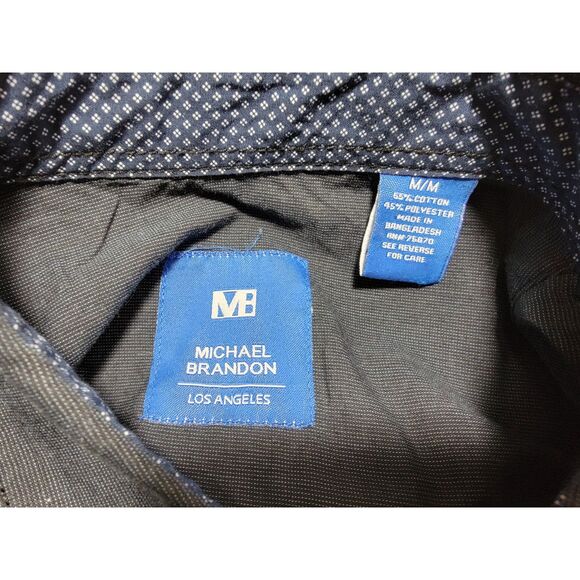 M/M
55% COTTON
45% POLYESTER
MADE IN
BANGLADESH
RN# 75870
SEE REVERSE
FOR CARE
MB
MICHAEL
BRANDON
LOS ANGELES